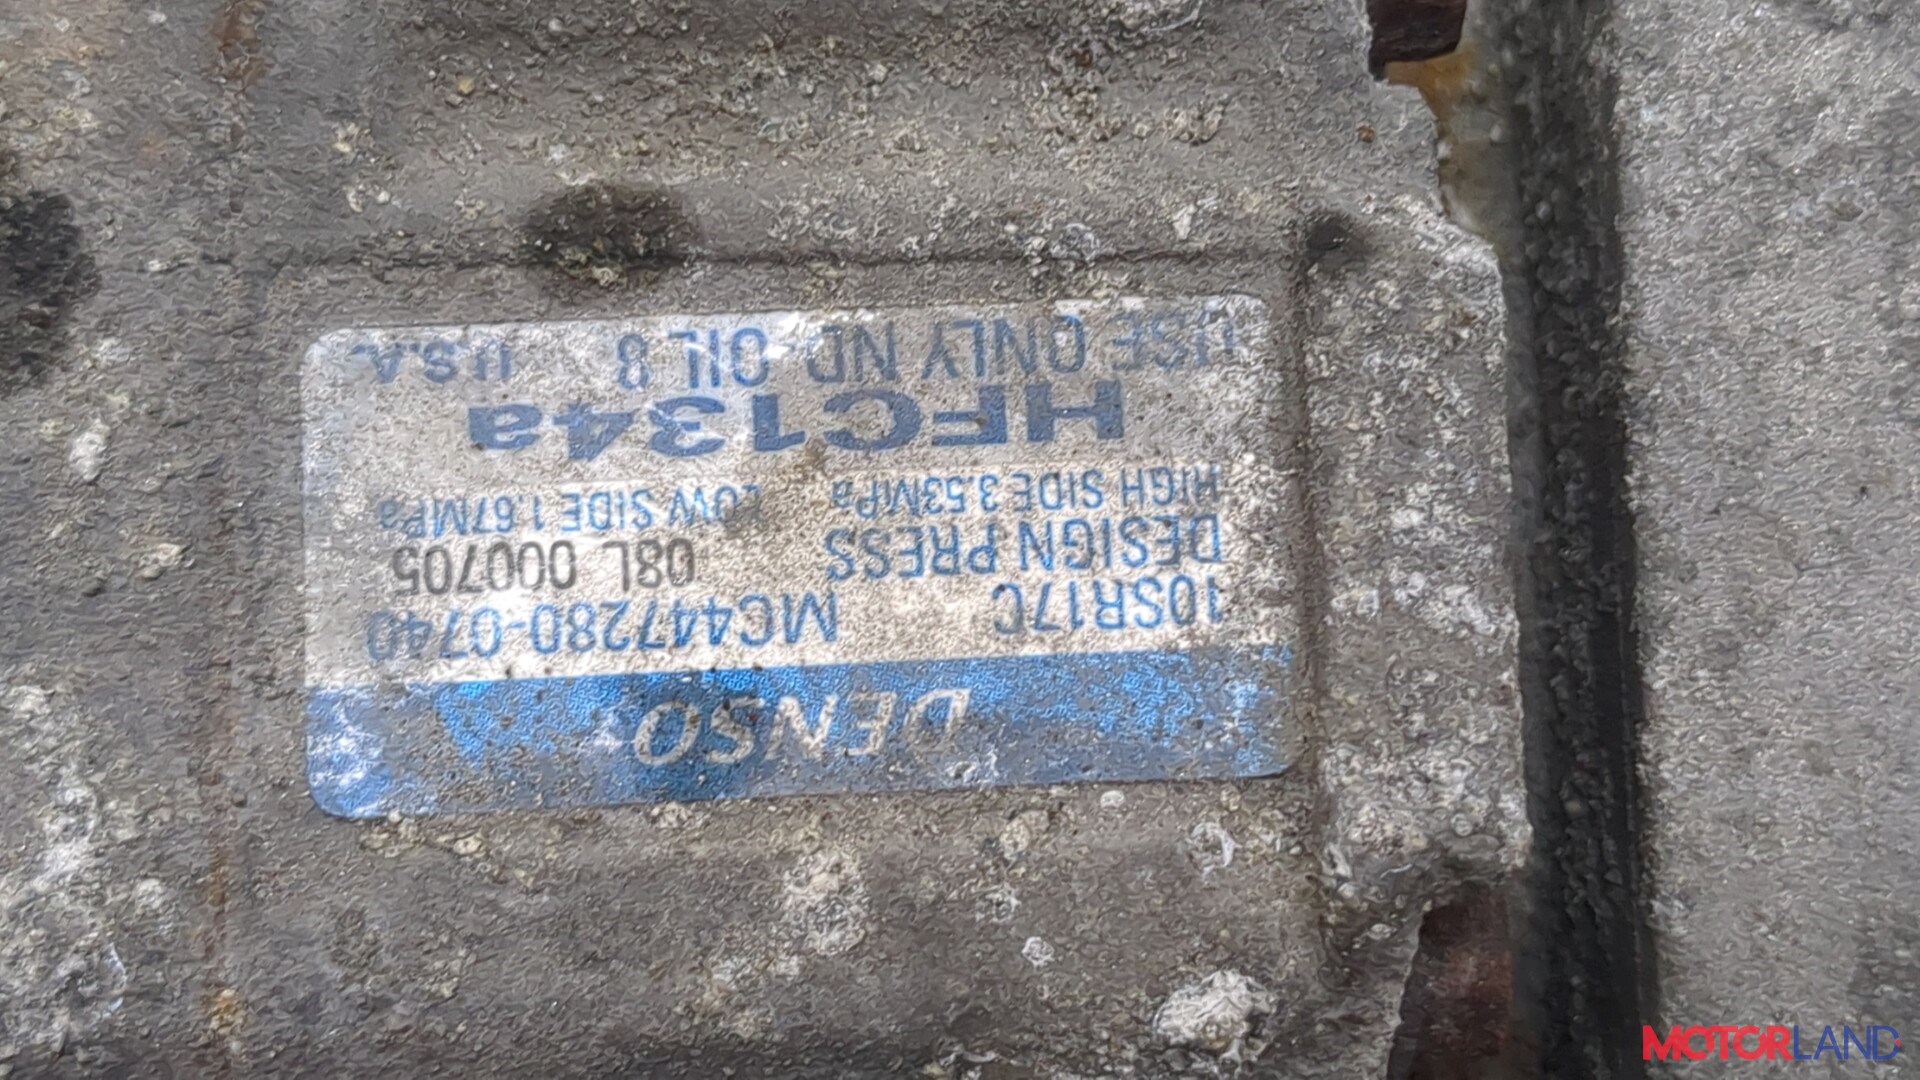 DENSO
10SR17C MC447280-0740
DESIGN PRESS 08L 000705
HIGH SIDE 3.53MPa LOW SIDE 1.67MPa
HFC134a
USE ONLY ND-OIL 8 U.S.A.
MOTORLAND